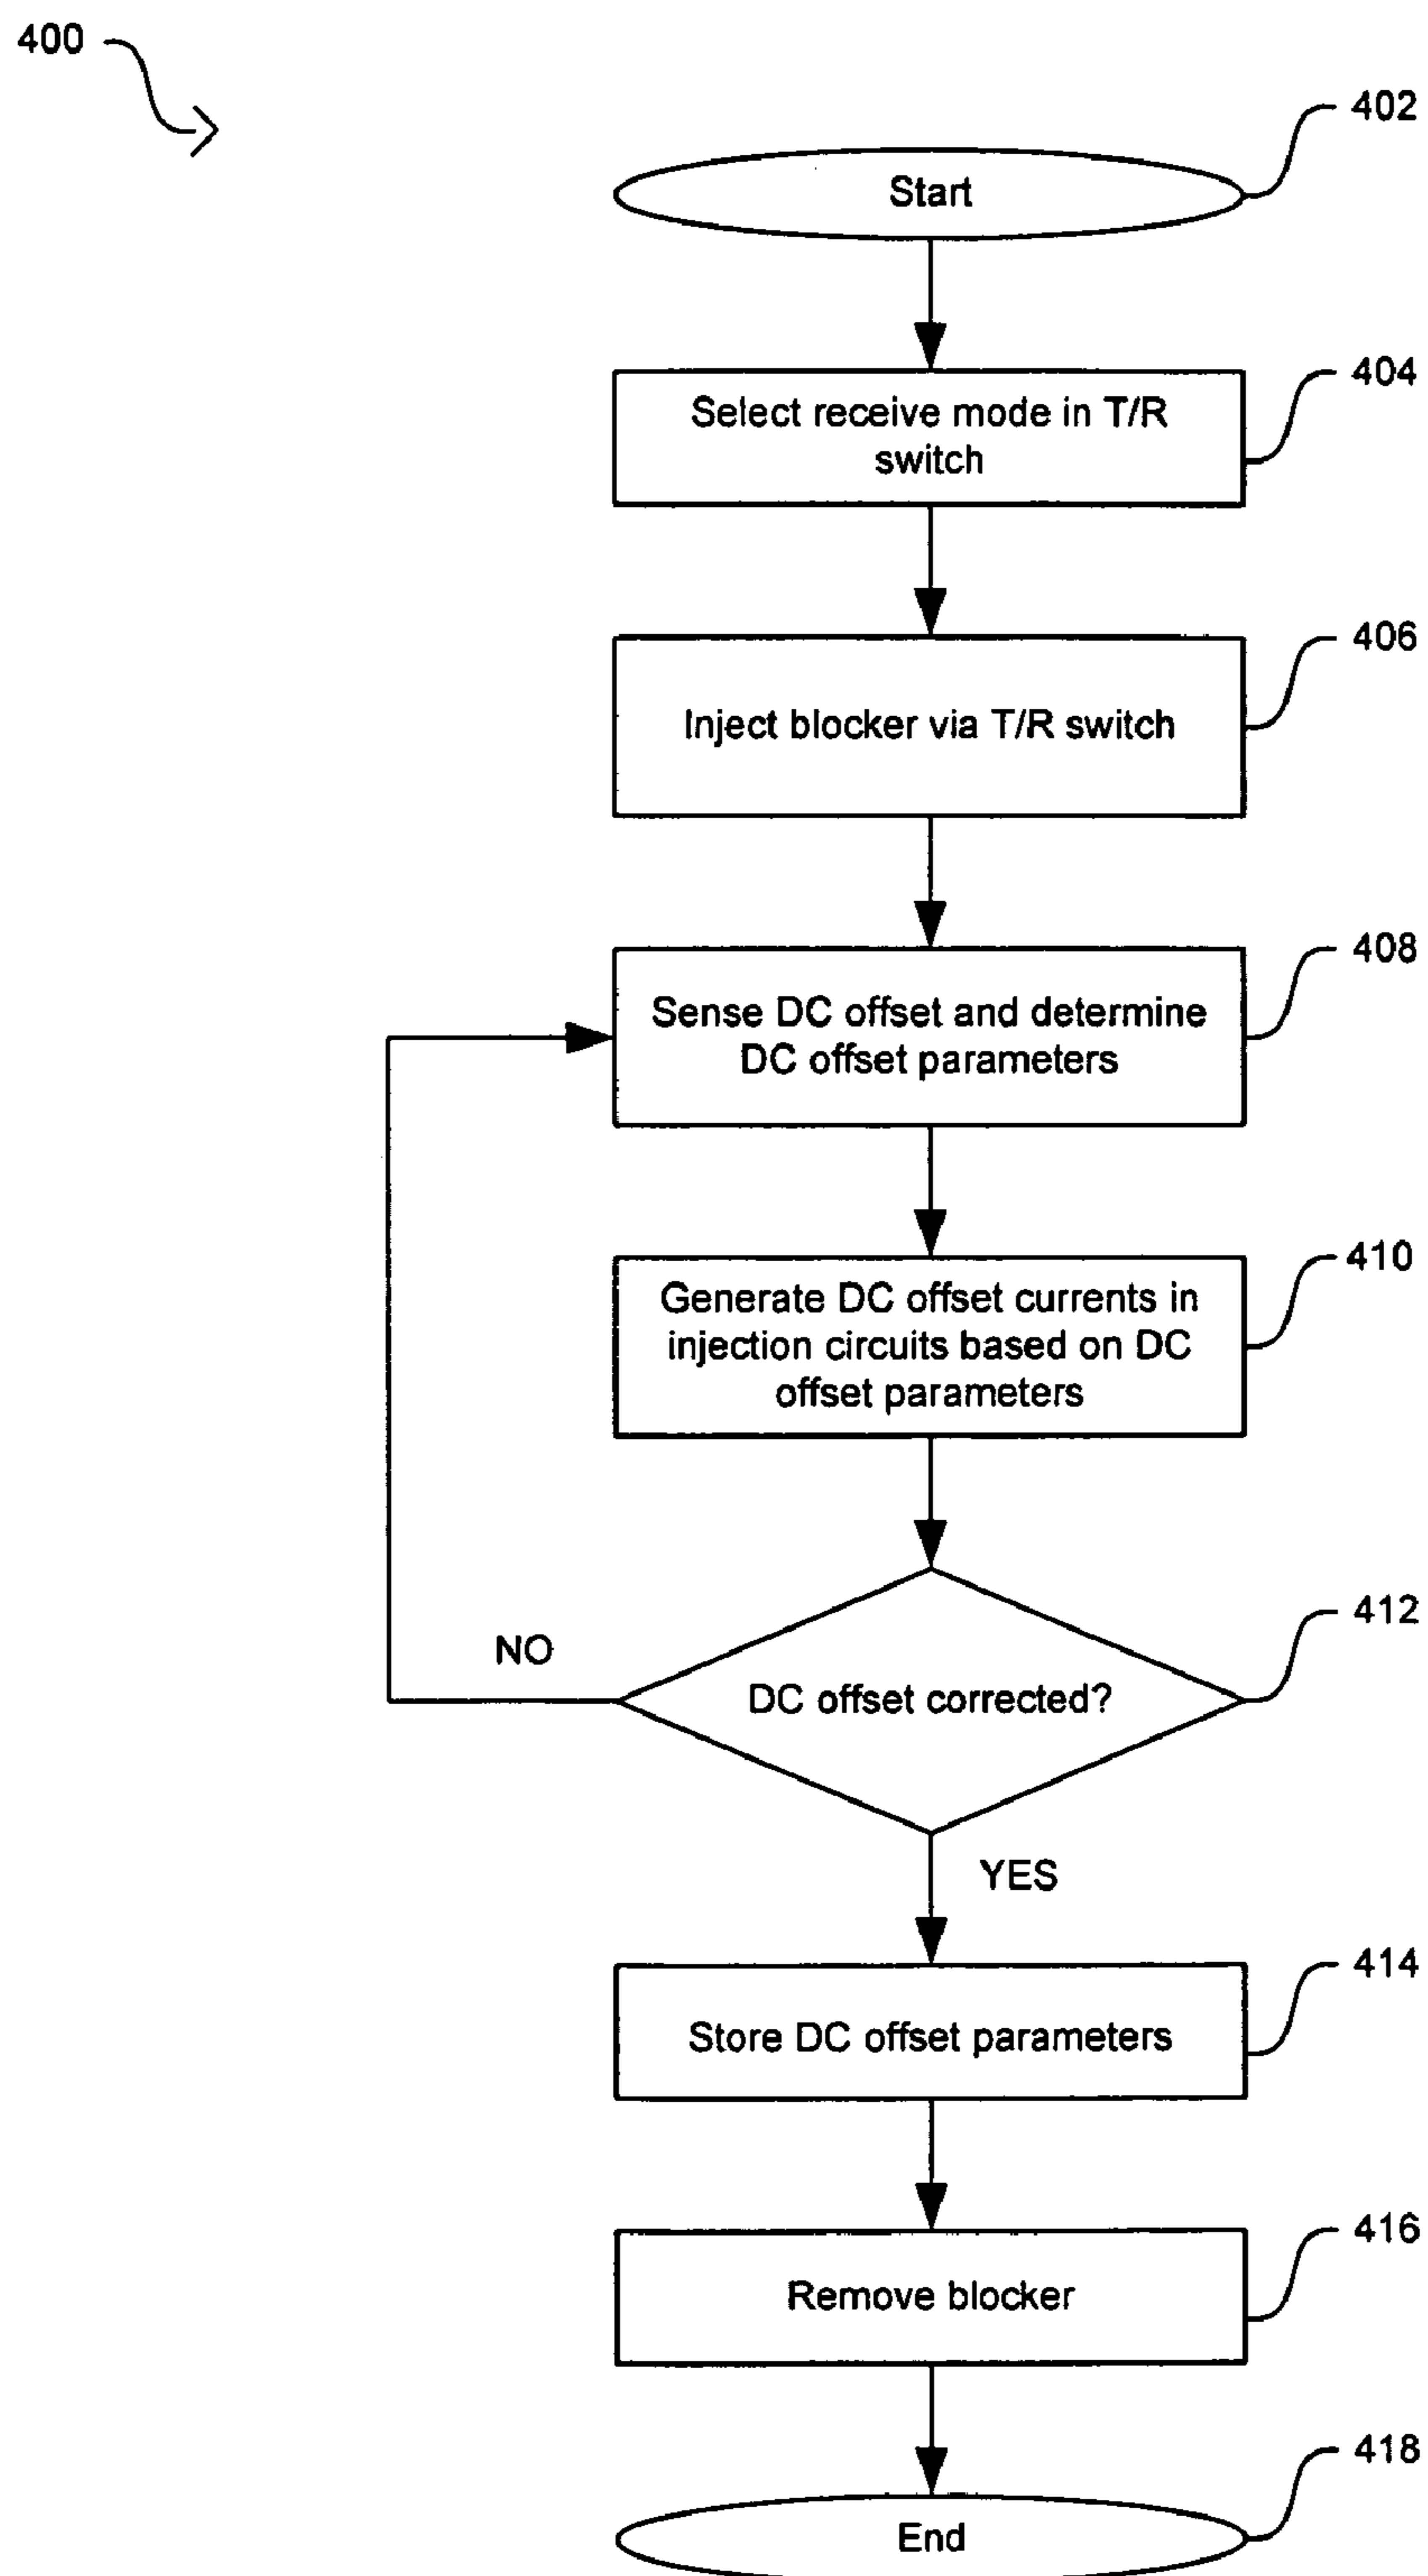 400
402
Start
404
Select receive mode in T/R
switch
406
Inject blocker via T/R switch
408
Sense DC offset and determine
DC offset parameters
410
Generate DC offset currents in
injection circuits based on DC
offset parameters
412
NO
DC offset corrected?
YES
414
Store DC offset parameters
416
Remove blocker
418
End